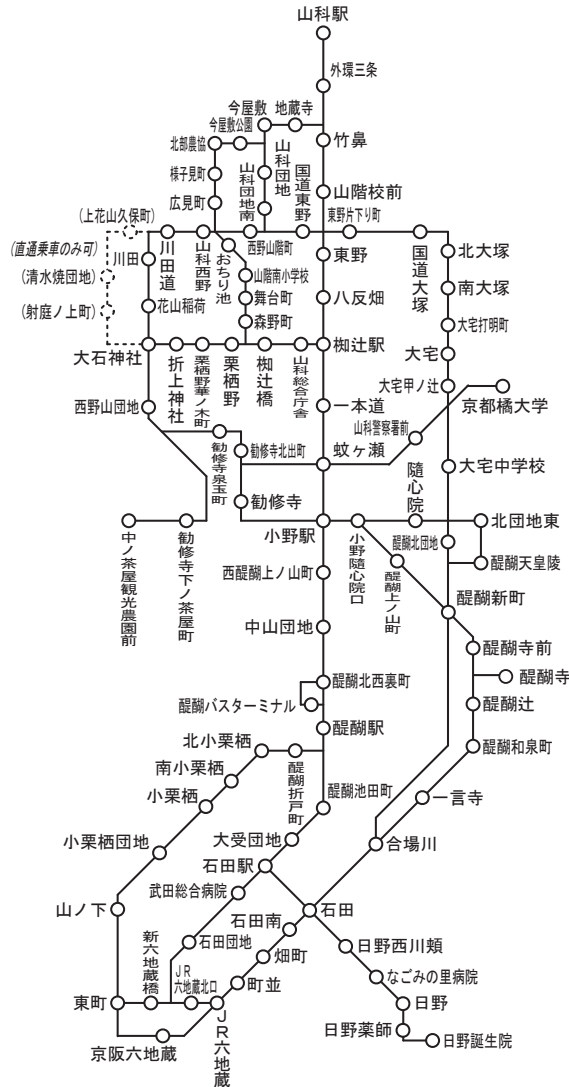 山科駅
外環三条
今屋敷
地蔵寺
今屋敷公園
北部農協
竹鼻
様子見町
山科団地
山科団地南
国道東野
山階校前
広見町
東野片下り町
(上花山久保町)
(直通乗車のみ可)
川田
川田道
山科西野
おちり池
西野山階町
東野
国道大塚
北大塚
(清水焼団地)
山階南小学校
南大塚
舞台町
八反畑
花山稲荷
(射庭ノ上町)
森野町
大宅打明町
大石神社
折上神社
栗栖野華ノ木町
栗栖野
椥辻橋
山科総合庁舎
椥辻駅
大宅
大宅甲ノ辻
京都橘大学
西野山団地
一本道
山科警察署前
勧修寺泉玉町
勧修寺北出町
蚊ヶ瀬
隨心院
大宅中学校
勧修寺
中ノ茶屋観光農園前
勧修寺下ノ茶屋町
小野駅
小野隨心院口
北団地東
醍醐北団地
醍醐天皇陵
西醍醐上ノ山町
醍醐上ノ山町
醍醐新町
中山団地
醍醐寺前
醍醐寺
醍醐北西裏町
醍醐バスターミナル
醍醐辻
醍醐駅
醍醐和泉町
北小栗栖
醍醐折戸町
南小栗栖
小栗栖
醍醐池田町
一言寺
小栗栖団地
大受団地
合場川
石田駅
武田総合病院
山ノ下
石田
石田南
新六地蔵橋
石田団地
日野西川頬
畑町
JR
六地蔵北口
町並
なごみの里病院
東町
日野
JR六地蔵
日野薬師
日野誕生院
京阪六地蔵